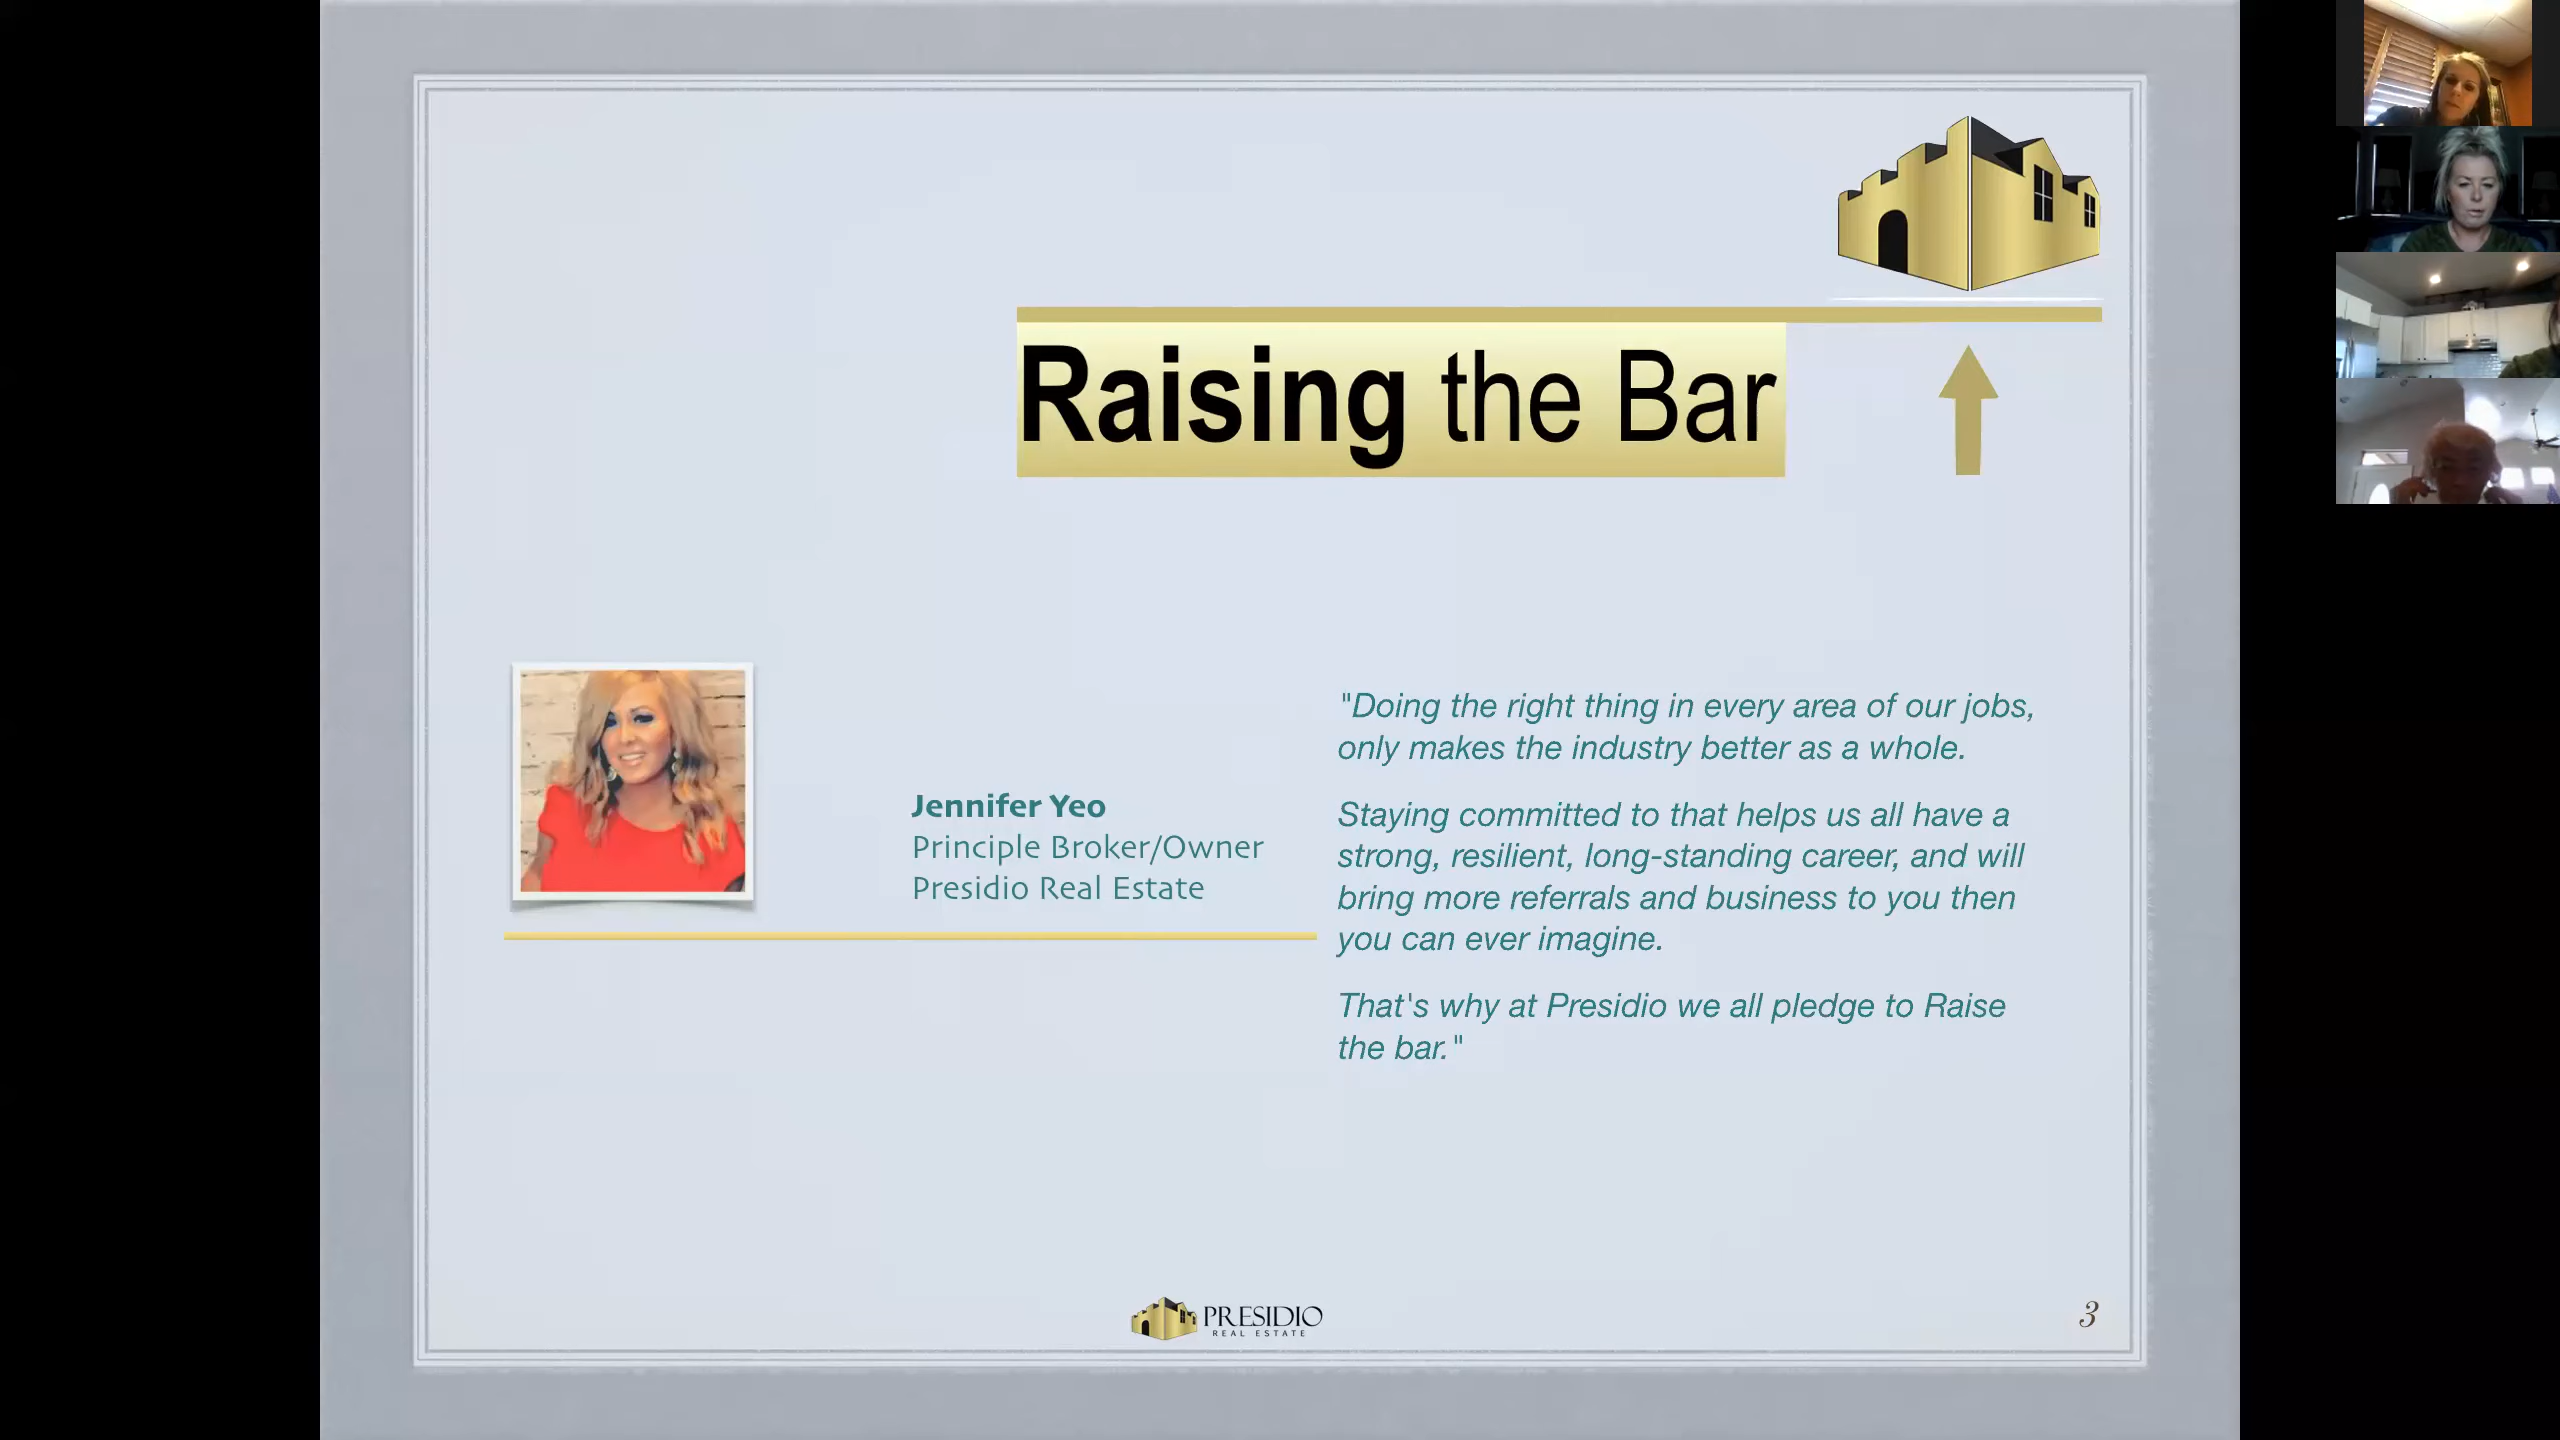 Raising the Bar
Jennifer Yeo
Principle Broker/Owner
Presidio Real Estate
"Doing the right thing in every area of our jobs,
only makes the industry better as a whole.
Staying committed to that helps us all have a
strong, resilient, long-standing career, and will
bring more referrals and business to you then
you can ever imagine.
That's why at Presidio we all pledge to Raise
the bar."
PRESIDIO
REAL ESTATE
3